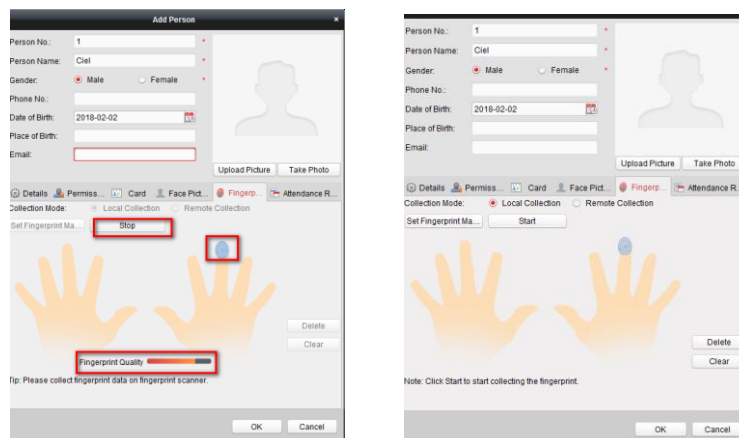 Add Person
×
Person No.: 1 *
Person Name: Ciel *
Gender: Male Female *
Phone No.:
Date of Birth: 2018-02-02
Place of Birth:
Email:
Upload Picture Take Photo
Details Permiss... Card Face Pict... Fingerp... Attendance R...
Collection Mode: Local Collection Remote Collection
Set Fingerprint Ma... Stop
Delete
Clear
Fingerprint Quality
Tip: Please collect fingerprint data on fingerprint scanner.
OK Cancel
Person No.: 1 *
Person Name: Ciel *
Gender: Male Female *
Phone No.:
Date of Birth: 2018-02-02
Place of Birth:
Email:
Upload Picture Take Photo
Details Permiss... Card Face Pict... Fingerp... Attendance R
Collection Mode: Local Collection Remote Collection
Set Fingerprint Ma... Start
Delete
Clear
Note: Click Start to start collecting the fingerprint.
OK Cancel